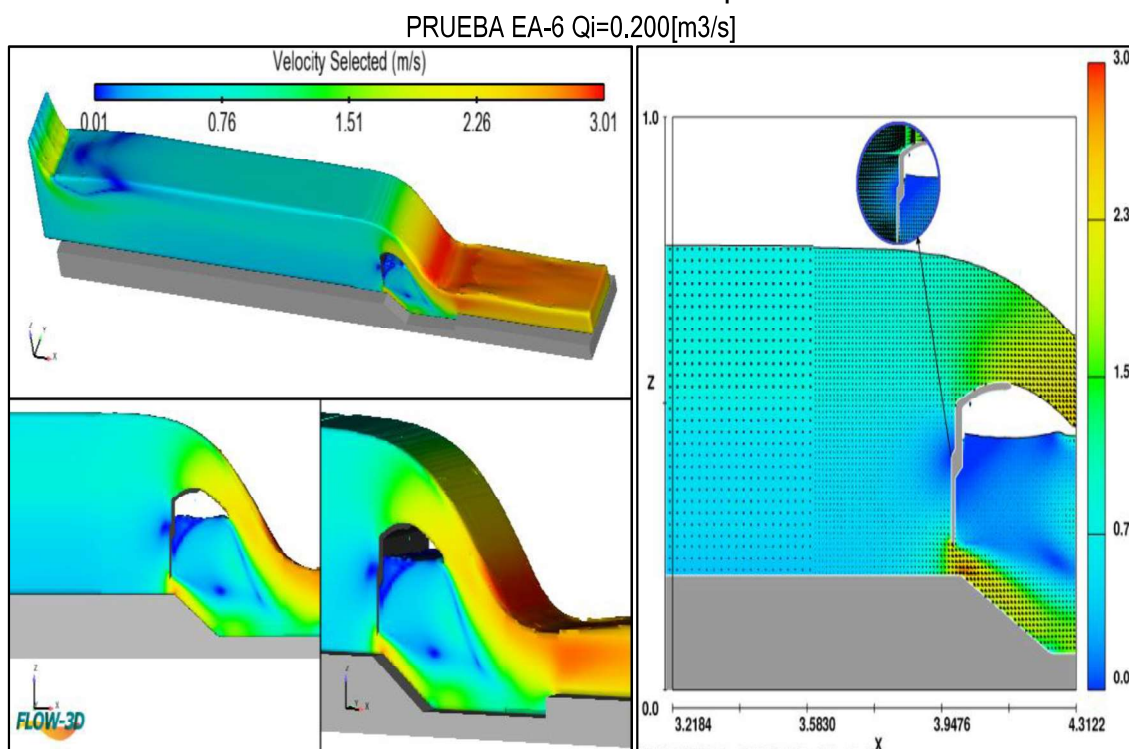 PRUEBA EA-6 Qi=0.200[m3/s]
Velocity Selected (m/s)
0.01 0.76 1.51 2.26 3.01
z
y
x
FLOW-3D
3.0
2.3
1.5
0.7
0.0
1.0
Z
0.0
3.2184 3.5830 3.9476 4.3122
X